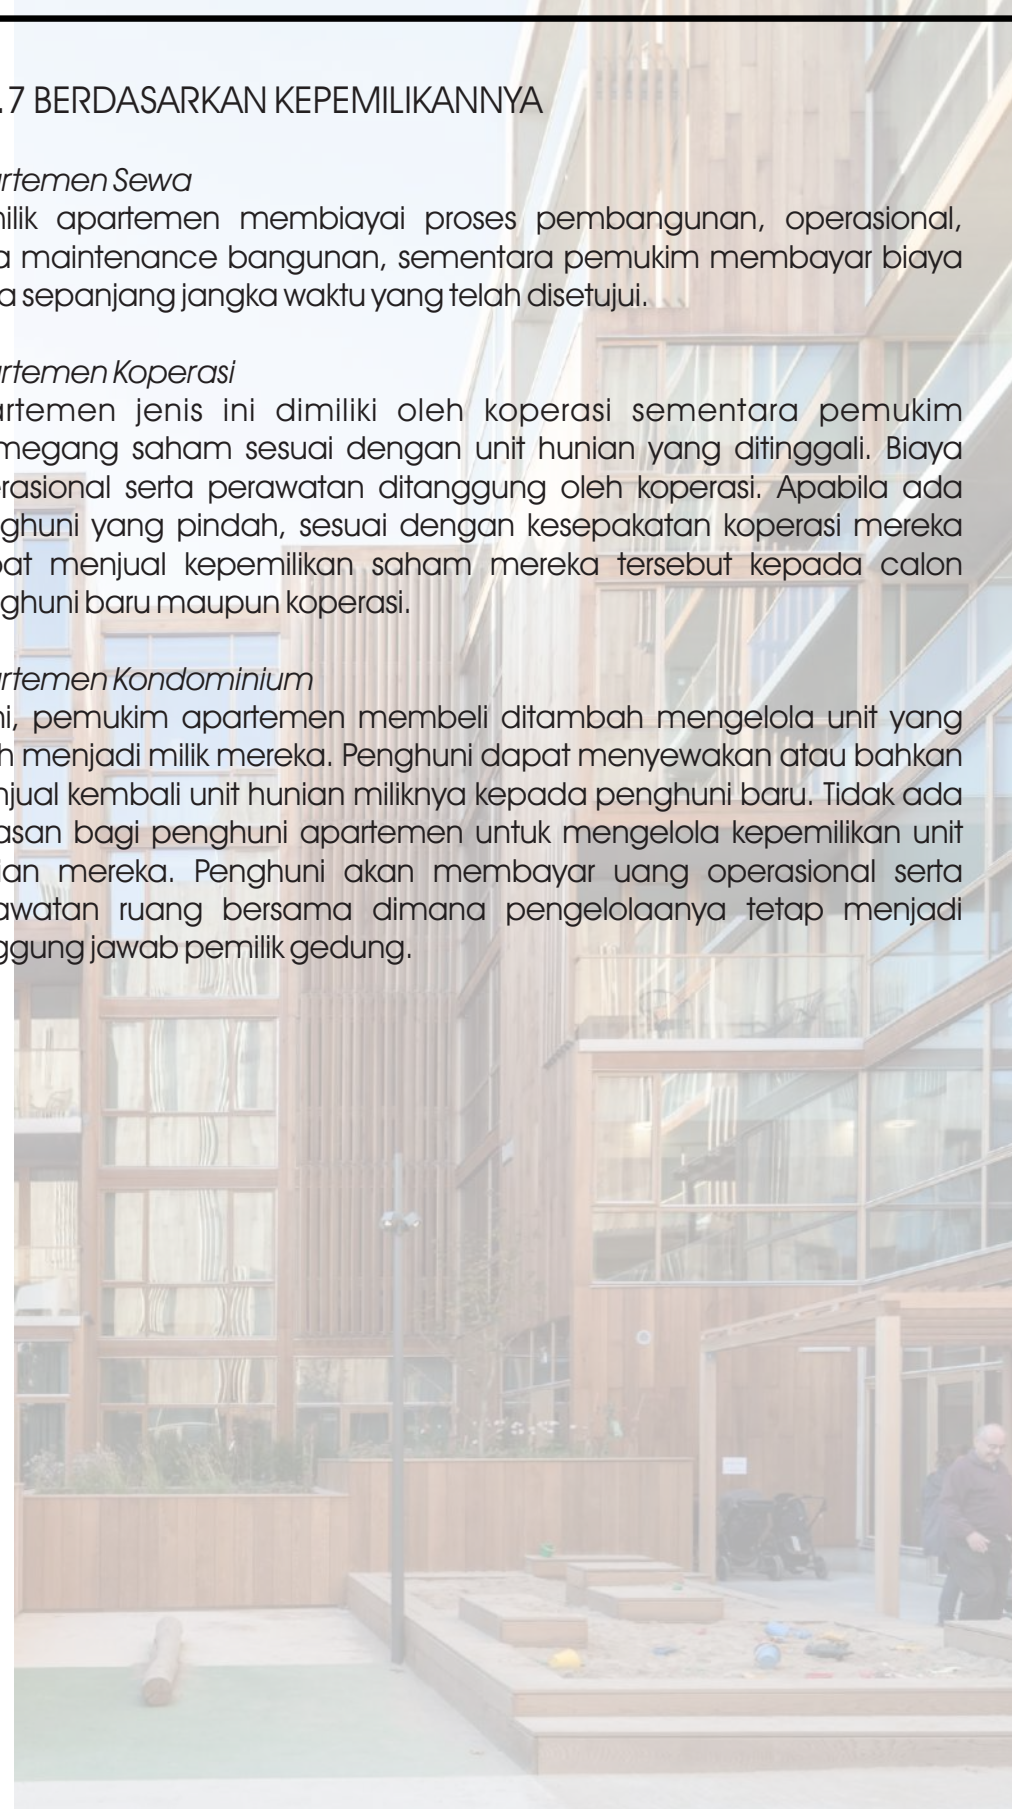 .7 BERDASARKAN KEPEMILIKANNYA
rtemen Sewa
ilik apartemen membiayai proses pembangunan, operasional,
a maintenance bangunan, sementara pemukim membayar biaya
a sepanjang jangka waktu yang telah disetujui.
rtemen Koperasi
artemen jenis ini dimiliki oleh koperasi sementara pemukim
megang saham sesuai dengan unit hunian yang ditinggali. Biaya
erasional serta perawatan ditanggung oleh koperasi. Apabila ada
ghuni yang pindah, sesuai dengan kesepakatan koperasi mereka
pat menjual kepemilikan saham mereka tersebut kepada calon
ghuni baru maupun koperasi.
rtemen Kondominium
ni, pemukim apartemen membeli ditambah mengelola unit yang
h menjadi milik mereka. Penghuni dapat menyewakan atau bahkan
njual kembali unit hunian miliknya kepada penghuni baru. Tidak ada
asan bagi penghuni apartemen untuk mengelola kepemilikan unit
ian mereka. Penghuni akan membayar uang operasional serta
awatan ruang bersama dimana pengelolaanya tetap menjadi
ggung jawab pemilik gedung.